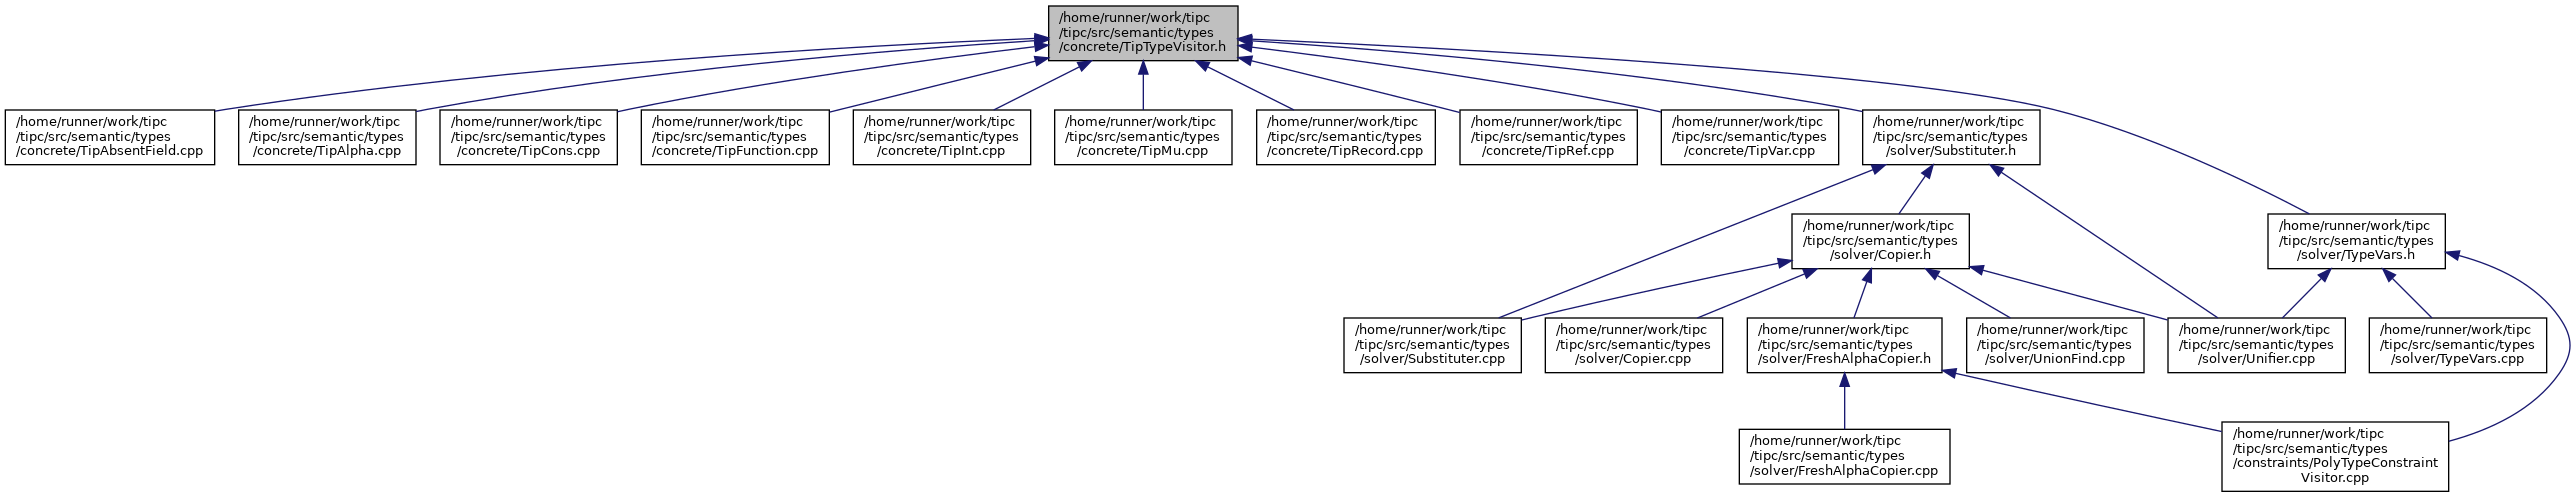 /home/runner/work/tipc
/tipc/src/semantic/types
/concrete/TipTypeVisitor.h
/home/runner/work/tipc
/tipc/src/semantic/types
/concrete/TipAbsentField.cpp
/home/runner/work/tipc
/tipc/src/semantic/types
/concrete/TipAlpha.cpp
/home/runner/work/tipc
/tipc/src/semantic/types
/concrete/TipCons.cpp
/home/runner/work/tipc
/tipc/src/semantic/types
/concrete/TipFunction.cpp
/home/runner/work/tipc
/tipc/src/semantic/types
/concrete/TipInt.cpp
/home/runner/work/tipc
/tipc/src/semantic/types
/concrete/TipMu.cpp
/home/runner/work/tipc
/tipc/src/semantic/types
/concrete/TipRecord.cpp
/home/runner/work/tipc
/tipc/src/semantic/types
/concrete/TipRef.cpp
/home/runner/work/tipc
/tipc/src/semantic/types
/concrete/TipVar.cpp
/home/runner/work/tipc
/tipc/src/semantic/types
/solver/Substituter.h
/home/runner/work/tipc
/tipc/src/semantic/types
/solver/Copier.h
/home/runner/work/tipc
/tipc/src/semantic/types
/solver/TypeVars.h
/home/runner/work/tipc
/tipc/src/semantic/types
/solver/Substituter.cpp
/home/runner/work/tipc
/tipc/src/semantic/types
/solver/Copier.cpp
/home/runner/work/tipc
/tipc/src/semantic/types
/solver/FreshAlphaCopier.h
/home/runner/work/tipc
/tipc/src/semantic/types
/solver/UnionFind.cpp
/home/runner/work/tipc
/tipc/src/semantic/types
/solver/Unifier.cpp
/home/runner/work/tipc
/tipc/src/semantic/types
/solver/TypeVars.cpp
/home/runner/work/tipc
/tipc/src/semantic/types
/solver/FreshAlphaCopier.cpp
/home/runner/work/tipc
/tipc/src/semantic/types
/constraints/PolyTypeConstraint
Visitor.cpp